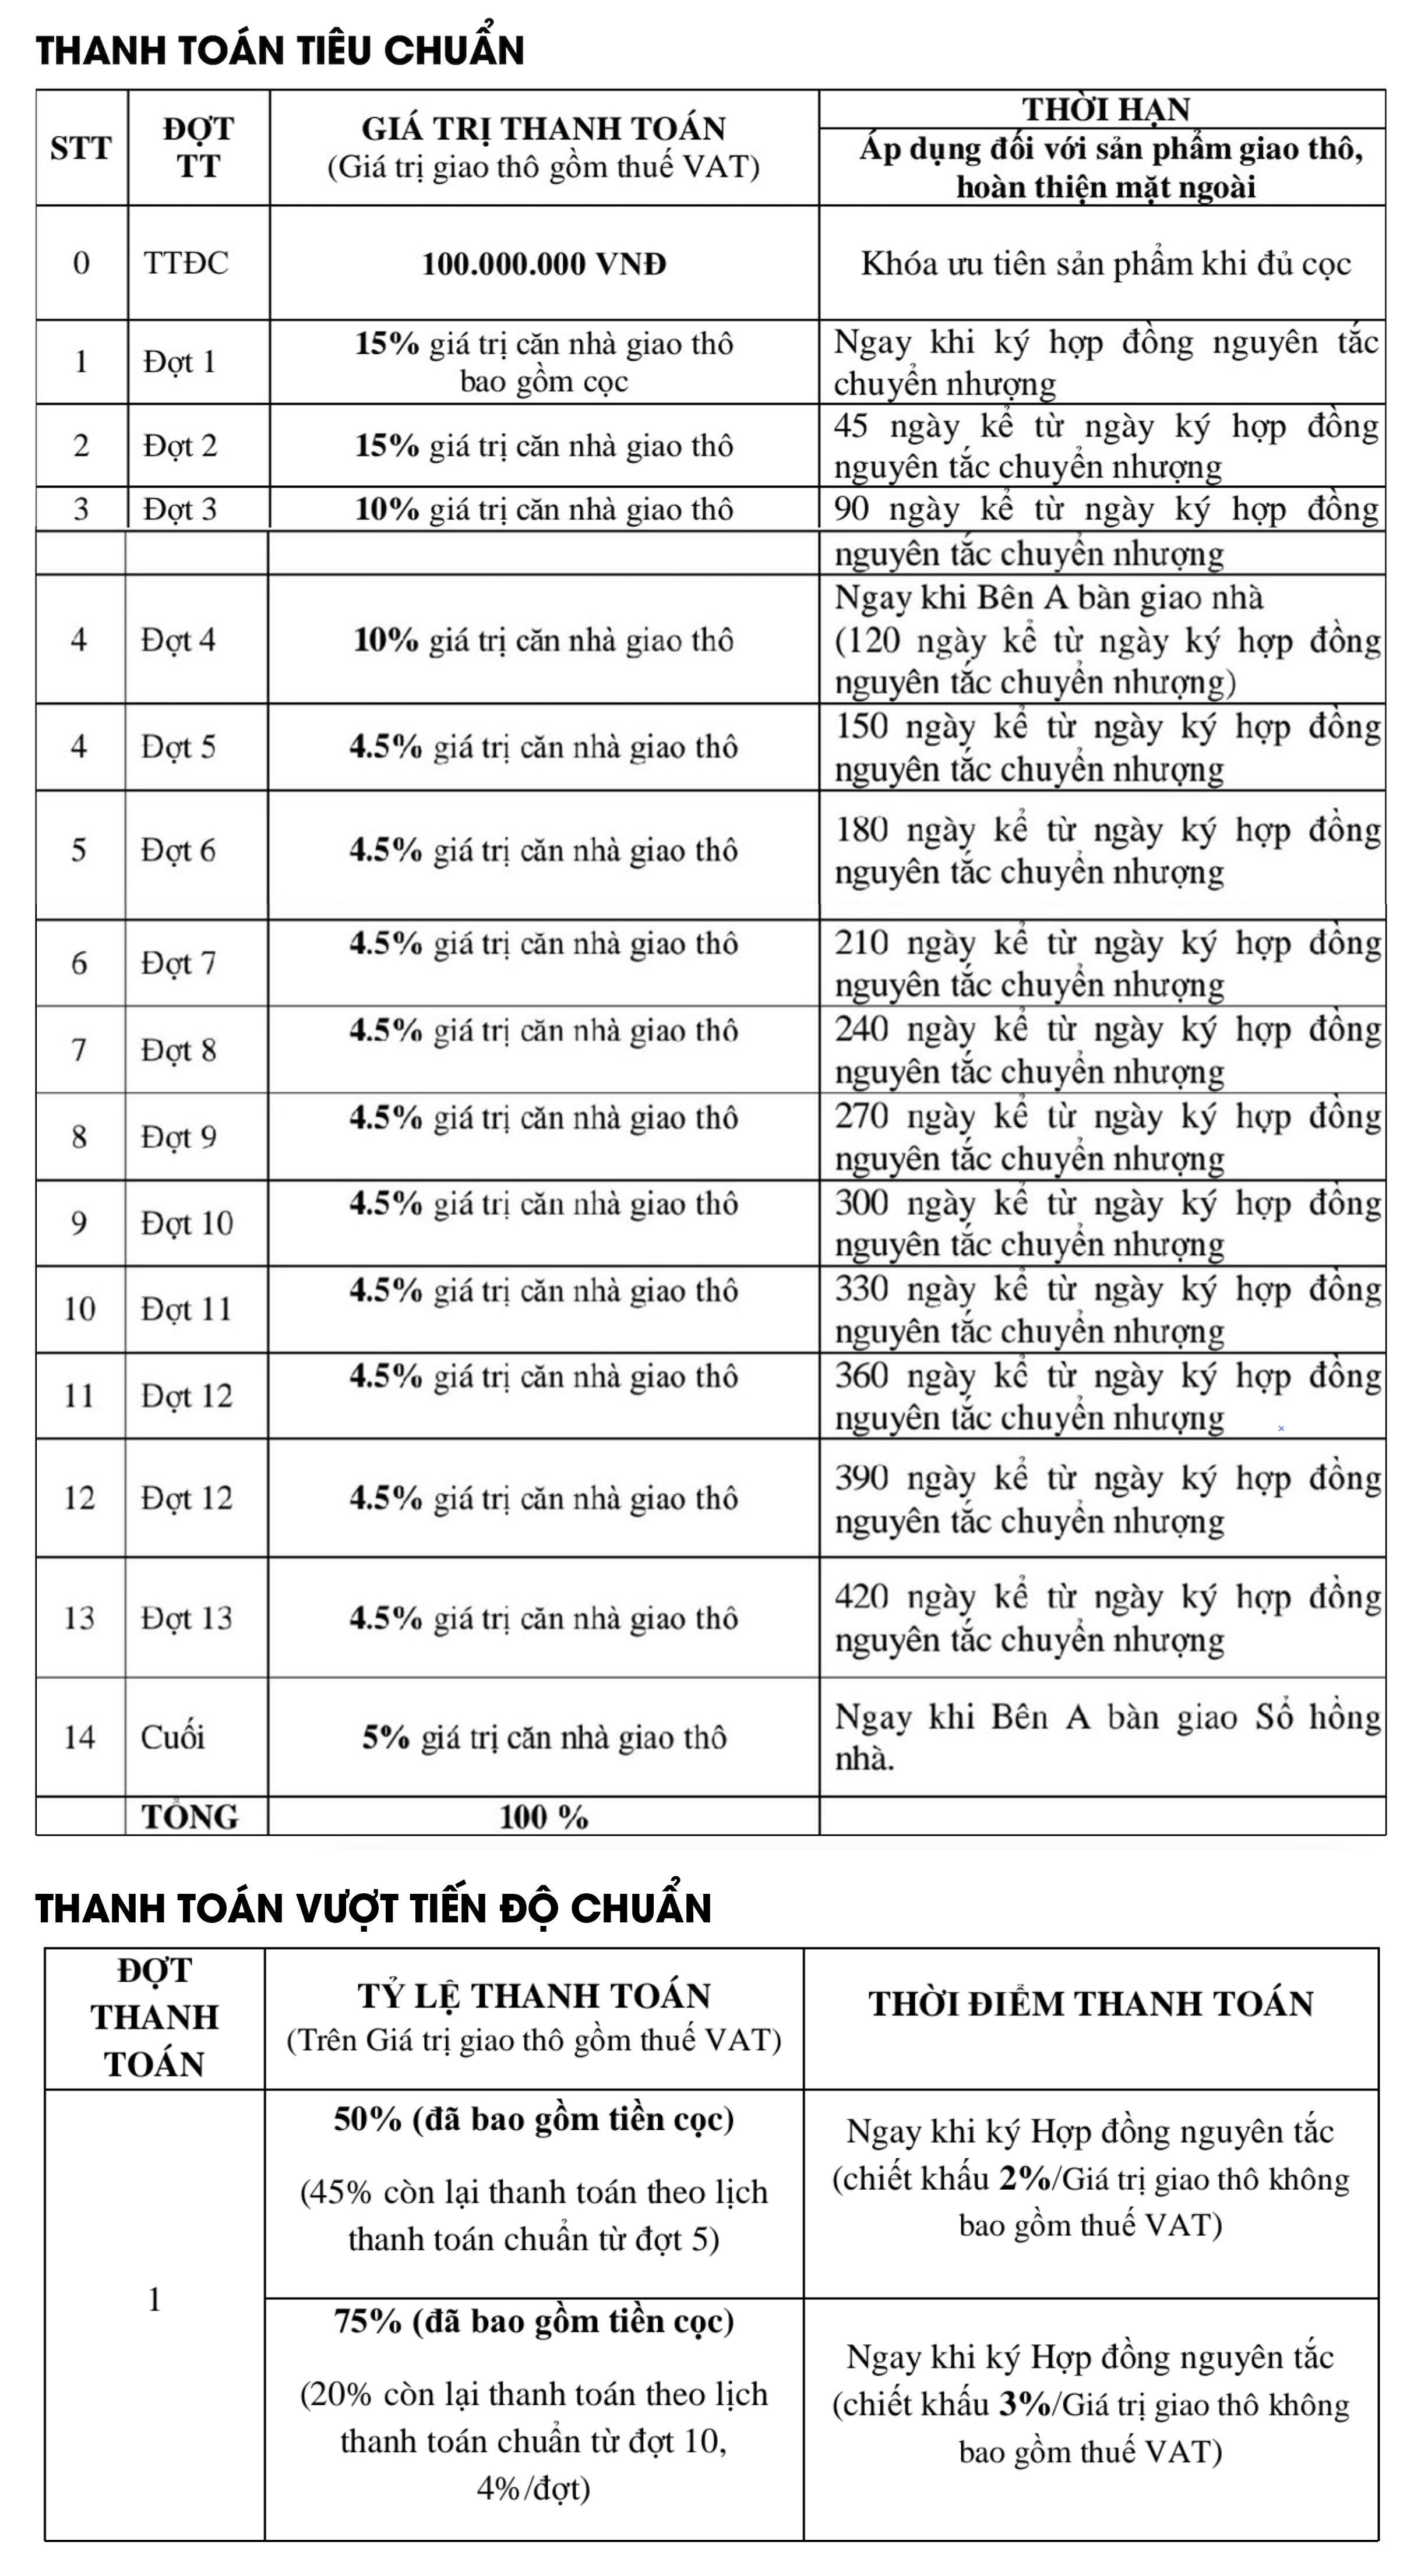 THANH TOÁN TIÊU CHUẨN
STT
ĐỢT
TT
GIÁ TRỊ THANH TOÁN
(Giá trị giao thô gồm thuế VAT)
THỜI HẠN
Áp dụng đối với sản phẩm giao thô,
hoàn thiện mặt ngoài
0
TTĐC
100.000.000 VNĐ
Khóa ưu tiên sản phẩm khi đủ cọc
1
Đợt 1
15% giá trị căn nhà giao thô
bao gồm cọc
Ngay khi ký hợp đồng nguyên tắc
chuyển nhượng
2
Đợt 2
15% giá trị căn nhà giao thô
45 ngày kể từ ngày ký hợp đồng
nguyên tắc chuyển nhượng
3
Đợt 3
10% giá trị căn nhà giao thô
90 ngày kể từ ngày ký hợp đồng
nguyên tắc chuyển nhượng
4
Đợt 4
10% giá trị căn nhà giao thô
Ngay khi Bên A bàn giao nhà
(120 ngày kể từ ngày ký hợp đồng
nguyên tắc chuyển nhượng)
4
Đợt 5
4.5% giá trị căn nhà giao thô
150 ngày kể từ ngày ký hợp đồng
nguyên tắc chuyển nhượng
5
Đợt 6
4.5% giá trị căn nhà giao thô
180 ngày kể từ ngày ký hợp đồng
nguyên tắc chuyển nhượng
6
Đợt 7
4.5% giá trị căn nhà giao thô
210 ngày kể từ ngày ký hợp đồng
nguyên tắc chuyển nhượng
7
Đợt 8
4.5% giá trị căn nhà giao thô
240 ngày kể từ ngày ký hợp đồng
nguyên tắc chuyển nhượng
8
Đợt 9
4.5% giá trị căn nhà giao thô
270 ngày kể từ ngày ký hợp đồng
nguyên tắc chuyển nhượng
9
Đợt 10
4.5% giá trị căn nhà giao thô
300 ngày kể từ ngày ký hợp đồng
nguyên tắc chuyển nhượng
10
Đợt 11
4.5% giá trị căn nhà giao thô
330 ngày kể từ ngày ký hợp đồng
nguyên tắc chuyển nhượng
11
Đợt 12
4.5% giá trị căn nhà giao thô
360 ngày kể từ ngày ký hợp đồng
nguyên tắc chuyển nhượng
12
Đợt 12
4.5% giá trị căn nhà giao thô
390 ngày kể từ ngày ký hợp đồng
nguyên tắc chuyển nhượng
13
Đợt 13
4.5% giá trị căn nhà giao thô
420 ngày kể từ ngày ký hợp đồng
nguyên tắc chuyển nhượng
14
Cuối
5% giá trị căn nhà giao thô
Ngay khi Bên A bàn giao Sổ hồng
nhà.
TỔNG
100 %
THANH TOÁN VƯỢT TIẾN ĐỘ CHUẨN
ĐỢT
THANH
TOÁN
TỶ LỆ THANH TOÁN
(Trên Giá trị giao thô gồm thuế VAT)
THỜI ĐIỂM THANH TOÁN
1
50% (đã bao gồm tiền cọc)
(45% còn lại thanh toán theo lịch
thanh toán chuẩn từ đợt 5)
Ngay khi ký Hợp đồng nguyên tắc
(chiết khấu 2%/Giá trị giao thô không
bao gồm thuế VAT)
75% (đã bao gồm tiền cọc)
(20% còn lại thanh toán theo lịch
thanh toán chuẩn từ đợt 10,
4%/đợt)
Ngay khi ký Hợp đồng nguyên tắc
(chiết khấu 3%/Giá trị giao thô không
bao gồm thuế VAT)